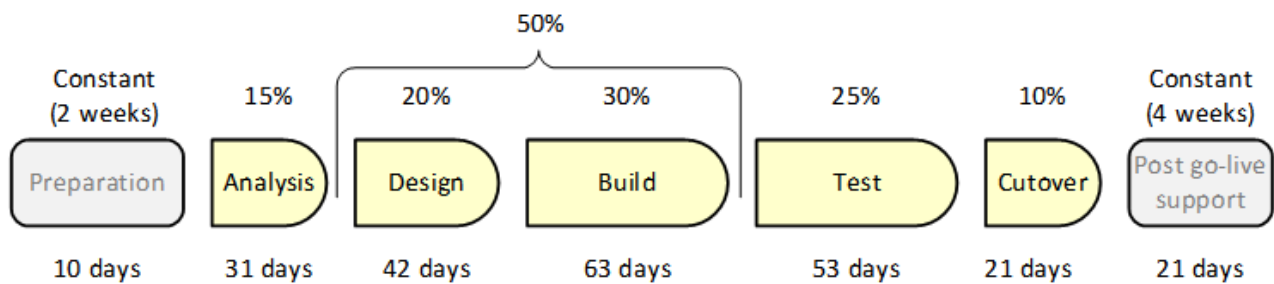 50%
Constant
(2 weeks)
15%
20%
30%
25%
10%
Constant
(4 weeks)
Preparation
Analysis
Design
Build
Test
Cutover
Post go-live
support
10 days
31 days
42 days
63 days
53 days
21 days
21 days